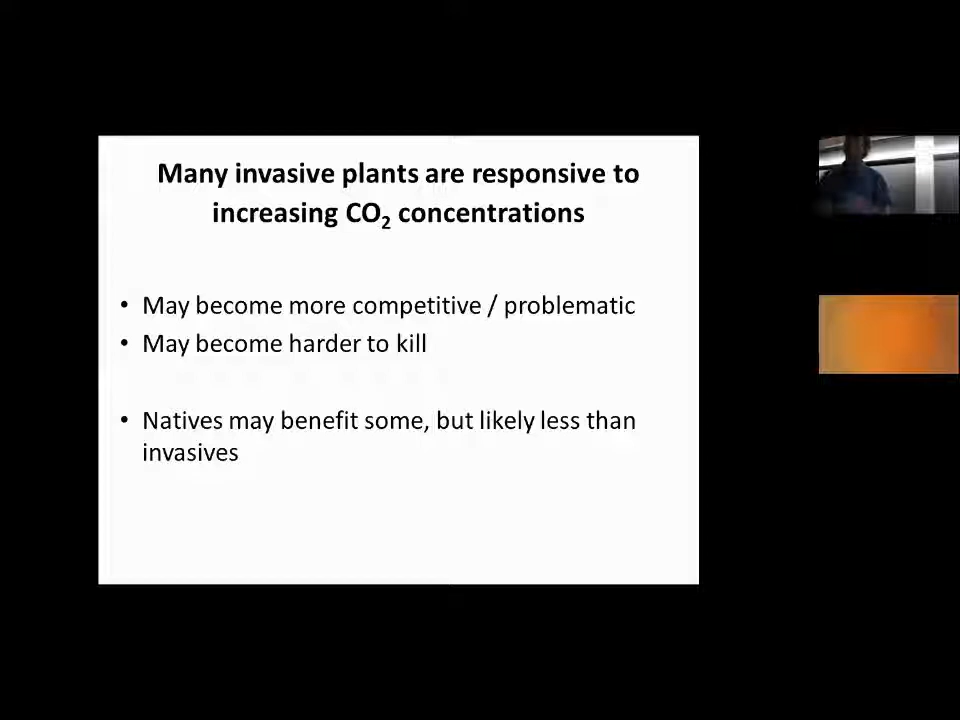 Many invasive plants are responsive to
increasing CO₂ concentrations
• May become more competitive / problematic
• May become harder to kill
• Natives may benefit some, but likely less than
invasives